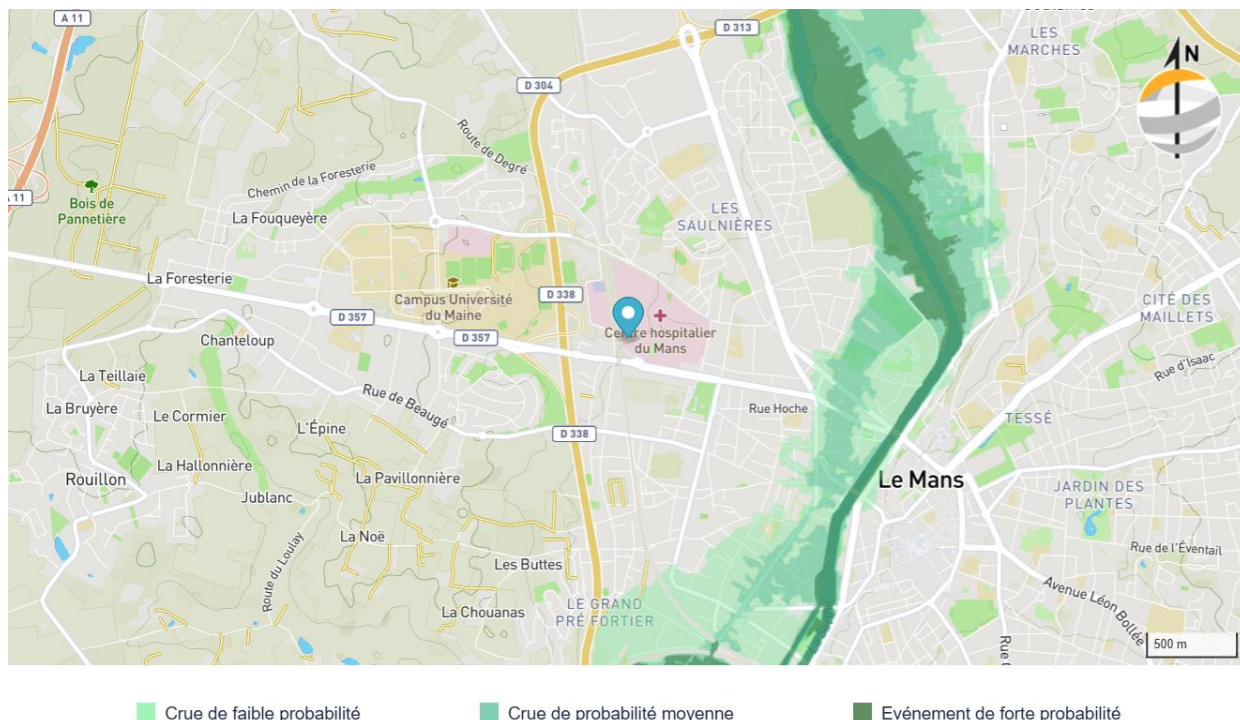 A 11
D 313
LES
MARCHES
N
D 304
Route de Degré
Chemin de la Foresterie
A 11
Bois de
Pannetière
La Fouqueyère
LES
SAULNIÈRES
La Foresterie
Campus Université
du Maine
D 338
CITÉ DES
MAILLETS
D 357
D 357
Centre hospitalier
du Mans
Chanteloup
Rue d'Isaac
La Teillaie
La Bruyère
Le Cormier
Rue de Beaugé
Rue Hoche
L'Épine
TESSÉ
D 338
La Hallonnière
La Pavillonnière
Rouillon
Le Mans
JARDIN DES
PLANTES
Jublanc
La Noë
Route du Loulay
Rue de l'Éventail
Les Buttes
Avenue Léon Bollée
La Chouanas
LE GRAND
PRÉ FORTIER
500 m
Crue de faible probabilité
Crue de probabilité moyenne
Evénement de forte probabilité